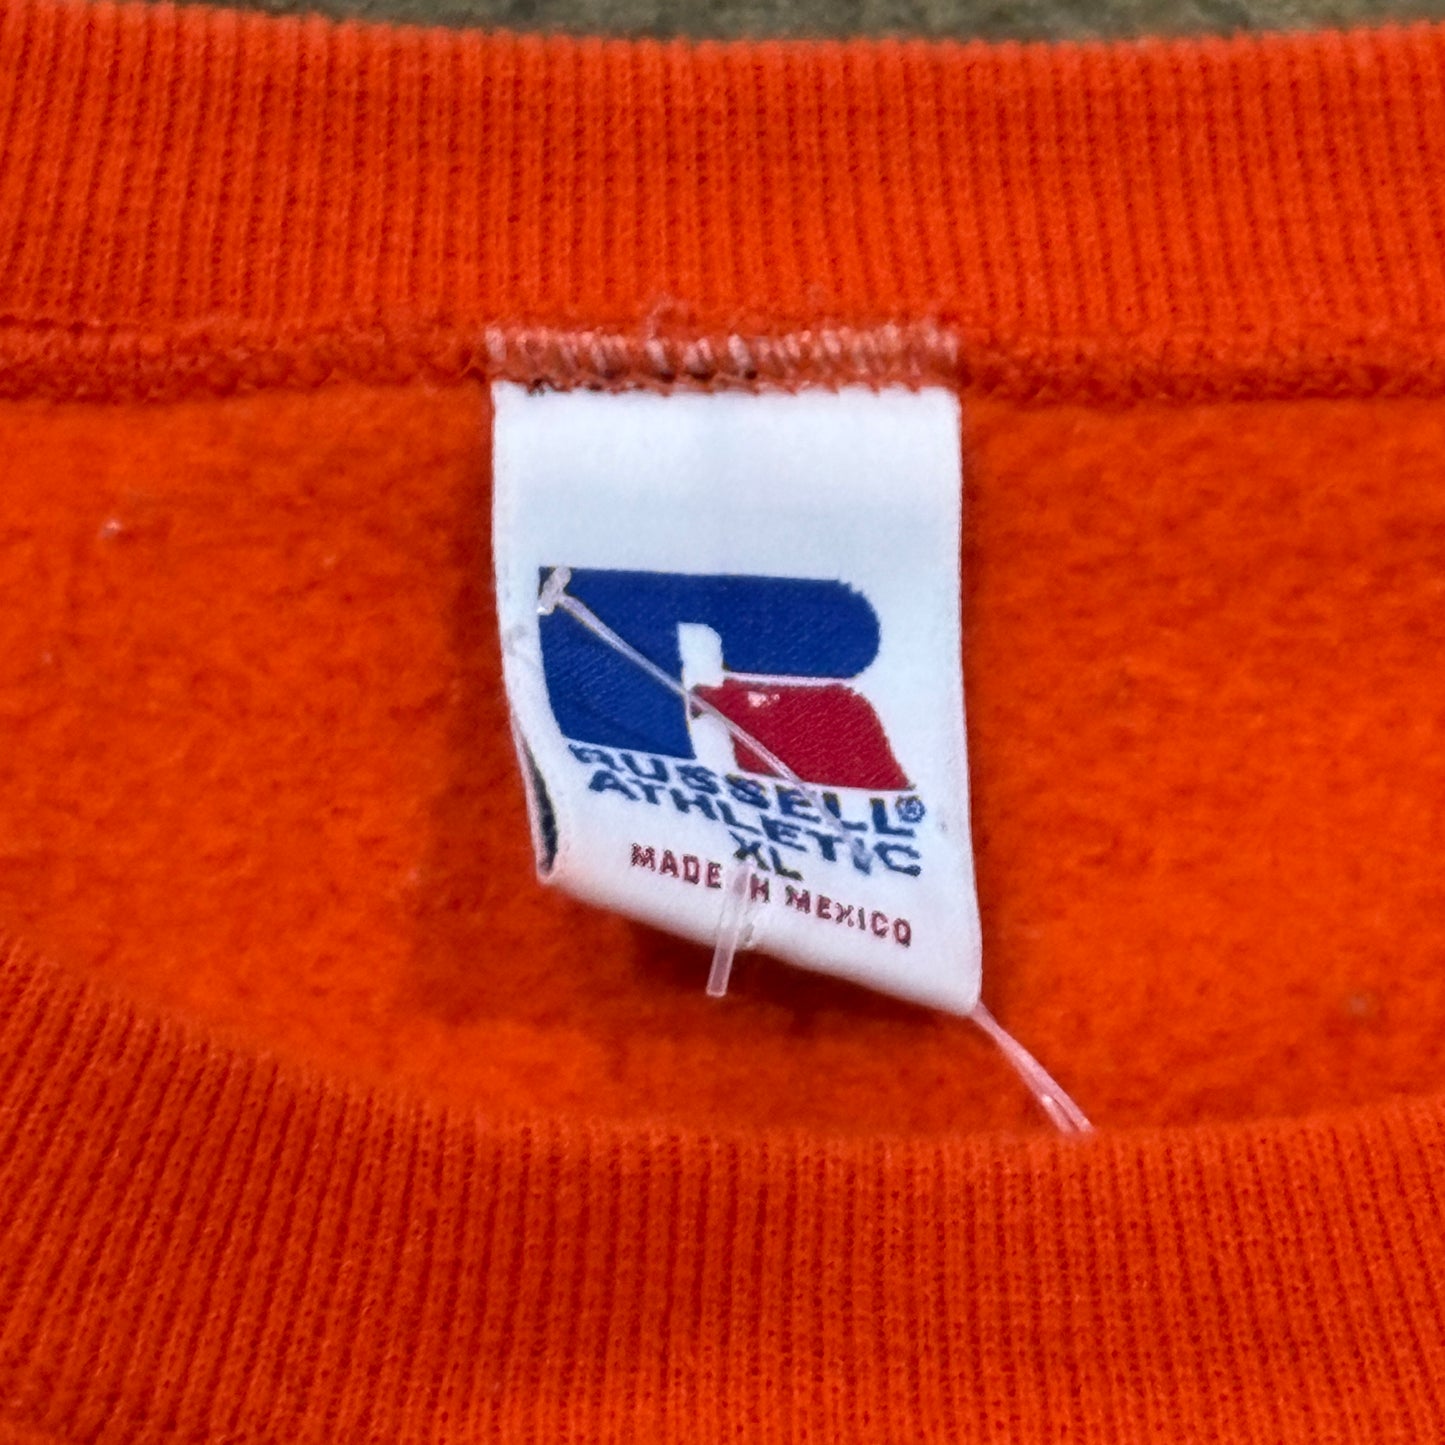 RUSSELL®
ATHLETIC
XL
MADE IN MEXICO